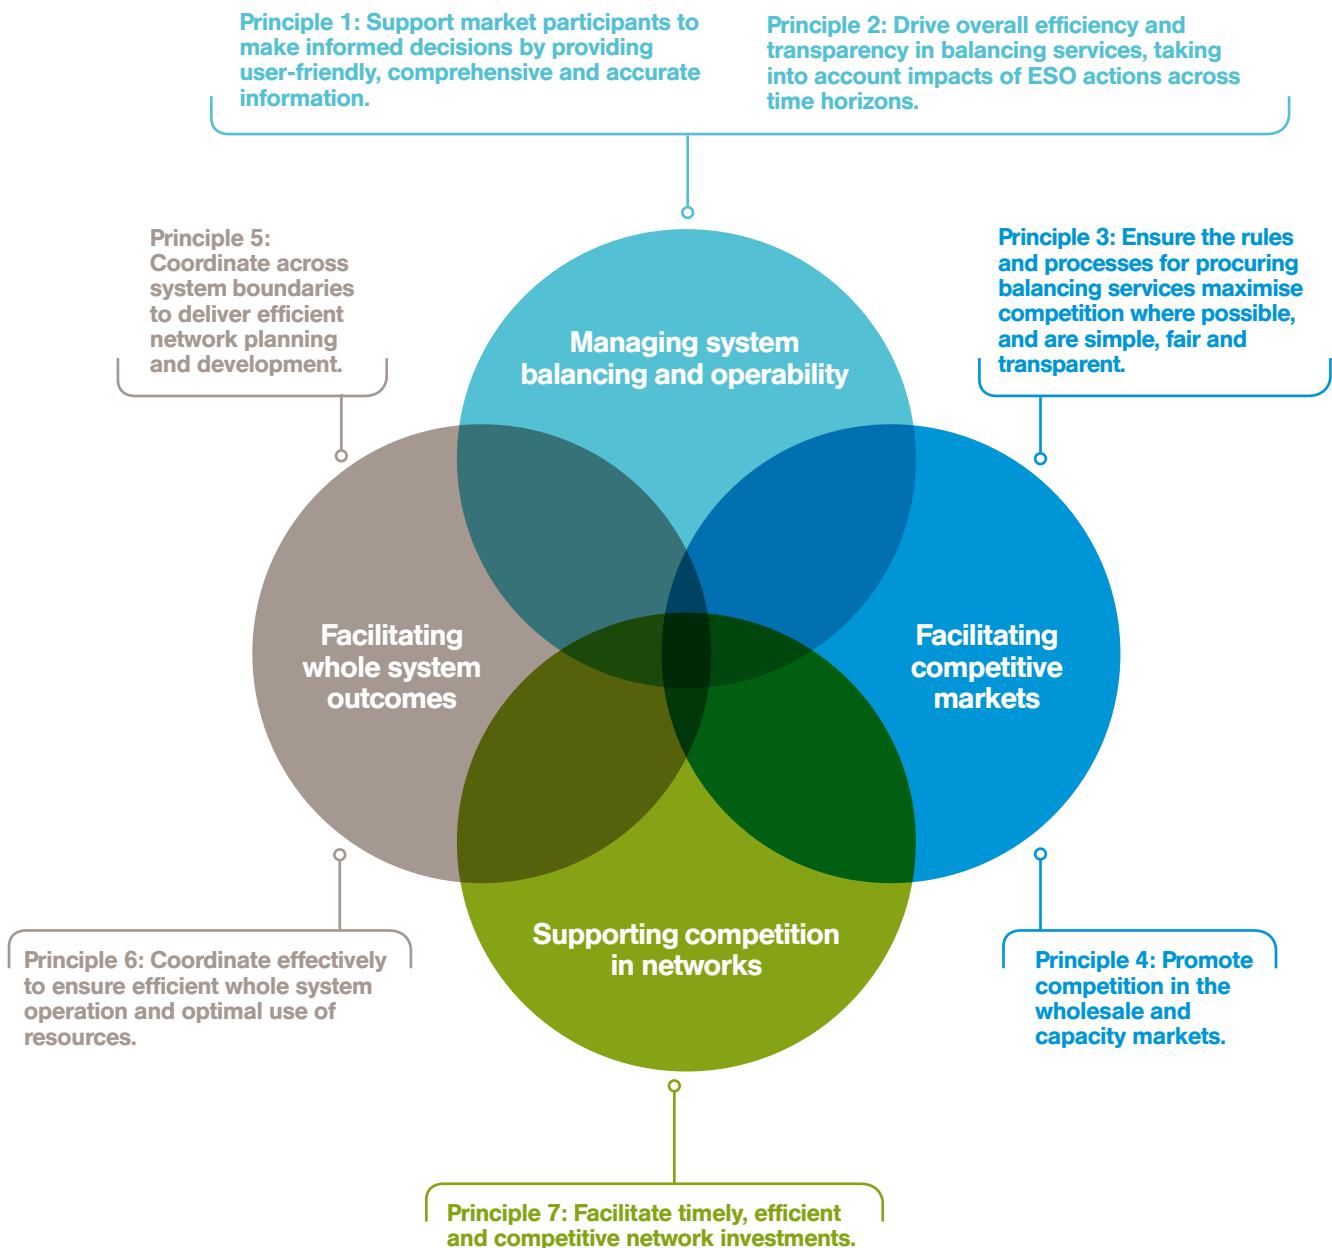 Principle 1: Support market participants to
make informed decisions by providing
user-friendly, comprehensive and accurate
information.
Principle 2: Drive overall efficiency and
transparency in balancing services, taking
into account impacts of ESO actions across
time horizons.
Principle 5:
Coordinate across
system boundaries
to deliver efficient
network planning
and development.
Principle 3: Ensure the rules
and processes for procuring
balancing services maximise
competition where possible,
and are simple, fair and
transparent.
Managing system
balancing and operability
Facilitating
whole system
outcomes
Facilitating
competitive
markets
Supporting competition
in networks
Principle 6: Coordinate effectively
to ensure efficient whole system
operation and optimal use of
resources.
Principle 4: Promote
competition in the
wholesale and
capacity markets.
Principle 7: Facilitate timely, efficient
and competitive network investments.